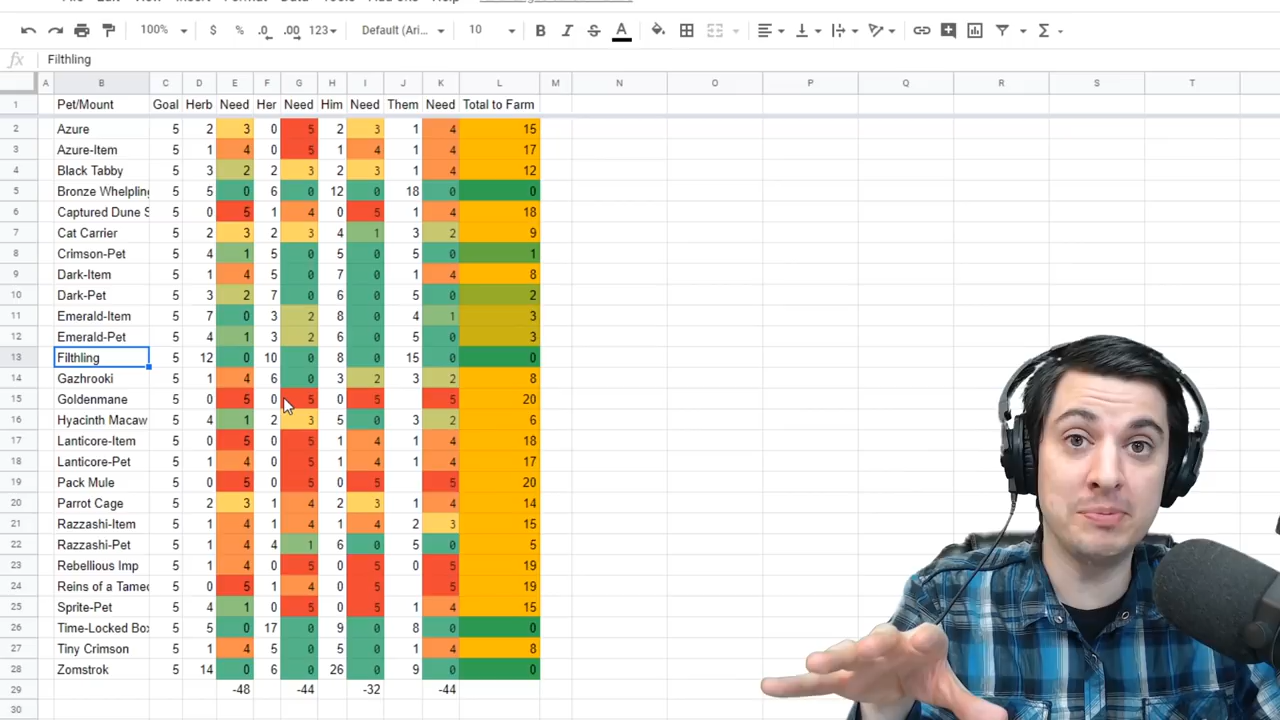 100% $ % .0 .00 123 Default (Ari... 10 B I S A
fx Filthling
A B C D E F G H I J K L M N O P Q R S T
1 Pet/Mount Goal Herb Need Her Need Him Need Them Need Total to Farm
2 Azure 5 2 3 0 5 2 3 1 4 15
3 Azure-Item 5 1 4 0 5 1 4 1 4 17
4 Black Tabby 5 3 2 2 3 2 3 1 4 12
5 Bronze Whelpling 5 5 0 6 0 12 0 18 0 0
6 Captured Dune S 5 0 5 1 4 0 5 1 4 18
7 Cat Carrier 5 2 3 2 3 4 1 3 2 9
8 Crimson-Pet 5 4 1 5 0 5 0 5 0 1
9 Dark-Item 5 1 4 5 0 7 0 1 4 8
10 Dark-Pet 5 3 2 7 0 6 0 5 0 2
11 Emerald-Item 5 7 0 3 2 8 0 4 1 3
12 Emerald-Pet 5 4 1 3 2 6 0 5 0 3
13 Filthling 5 12 0 10 0 8 0 15 0 0
14 Gazhrooki 5 1 4 6 0 3 2 3 2 8
15 Goldenmane 5 0 5 0 5 0 5 5 20
16 Hyacinth Macaw 5 4 1 2 3 5 0 3 2 6
17 Lanticore-Item 5 0 5 0 5 1 4 1 4 18
18 Lanticore-Pet 5 1 4 0 5 1 4 1 4 17
19 Pack Mule 5 0 5 0 5 0 5 5 20
20 Parrot Cage 5 2 3 1 4 2 3 1 4 14
21 Razzashi-Item 5 1 4 1 4 1 4 2 3 15
22 Razzashi-Pet 5 1 4 4 1 6 0 5 0 5
23 Rebellious Imp 5 1 4 0 5 0 5 0 5 19
24 Reins of a Tame 5 0 5 1 4 0 5 5 19
25 Sprite-Pet 5 1 0 5 0 5 1 4 15
26 Time-Locked Box 5 5 0 17 0 9 0 8 0 0
27 Tiny Crimson 5 1 4 5 0 5 0 1 4 8
28 Zomstrok 5 14 0 6 0 26 0 9 0 0
29 -48 -44 -32 -44
30